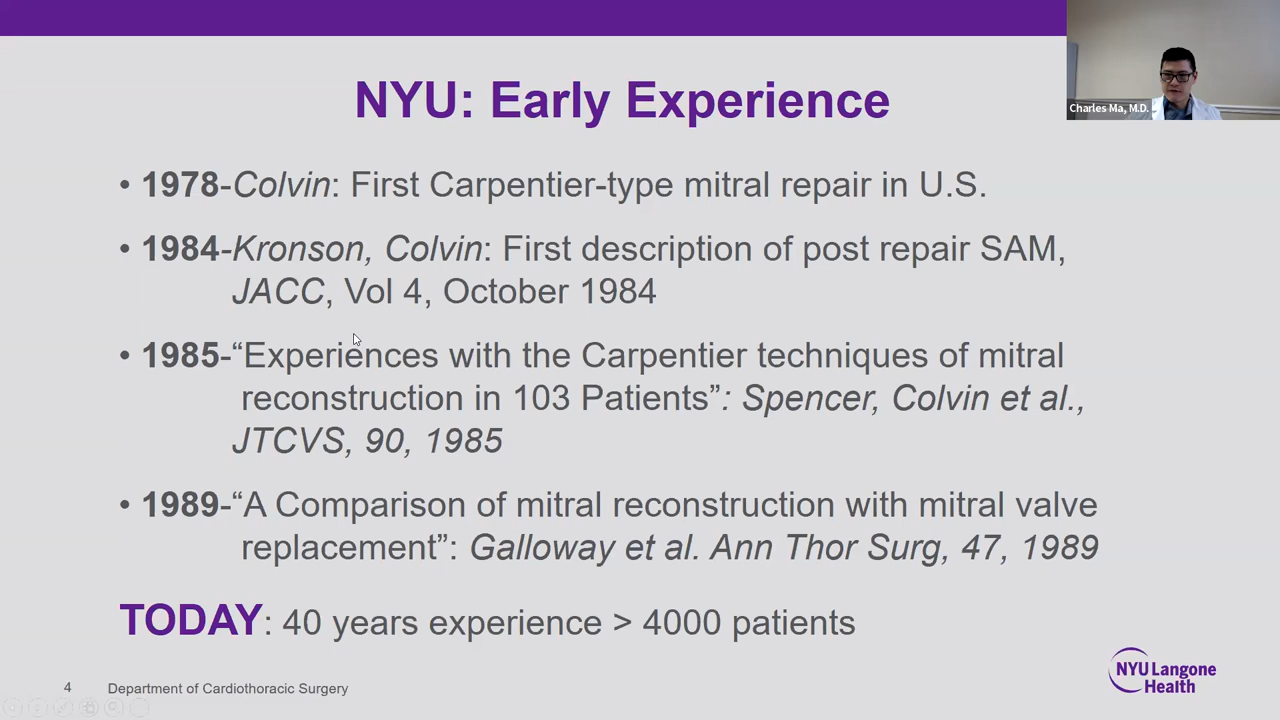 NYU: Early Experience
Charles Ma, M.D.
• 1978-Colvin: First Carpentier-type mitral repair in U.S.
• 1984-Kronson, Colvin: First description of post repair SAM,
JACC, Vol 4, October 1984
• 1985-“Experiences with the Carpentier techniques of mitral
reconstruction in 103 Patients”: Spencer, Colvin et al.,
JTCVS, 90, 1985
• 1989-“A Comparison of mitral reconstruction with mitral valve
replacement”: Galloway et al. Ann Thor Surg, 47, 1989
TODAY: 40 years experience > 4000 patients
4 Department of Cardiothoracic Surgery
NYU Langone
Health